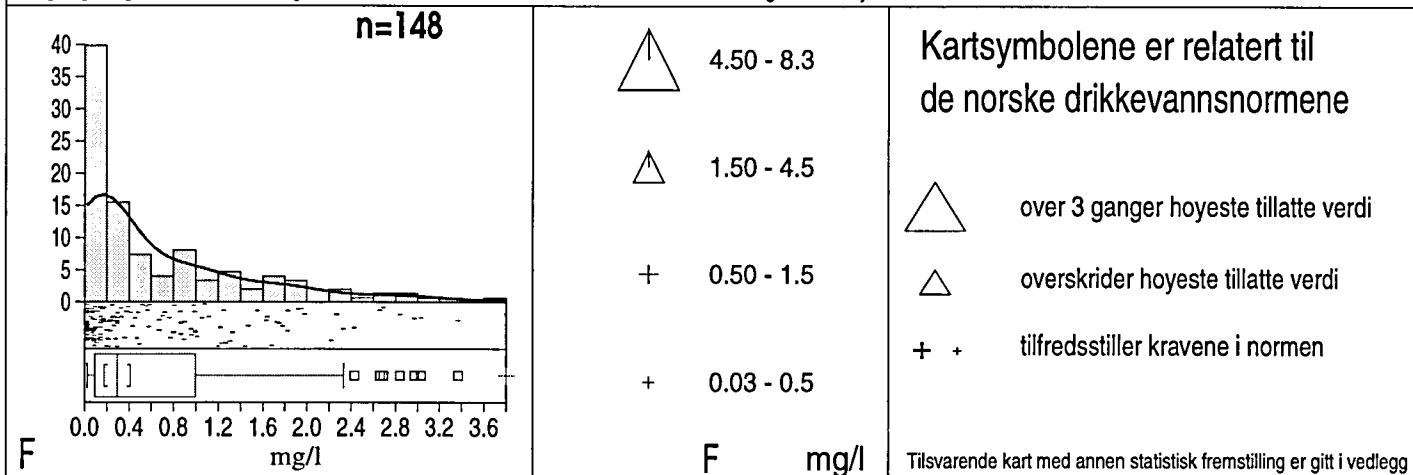 n=148
40
35
30
25
20
15
10
5
0
0.0 0.4 0.8 1.2 1.6 2.0 2.4 2.8 3.2 3.6
F
mg/l
4.50 - 8.3
1.50 - 4.5
0.50 - 1.5
0.03 - 0.5
F mg/l
Kartsymbolene er relatert til
de norske drikkevannsnormene
over 3 ganger hoyeste tillatte verdi
overskrider hoyeste tillatte verdi
tilfredsstiller kravene i normen
Tilsvarende kart med annen statistisk fremstilling er gitt i vedlegg